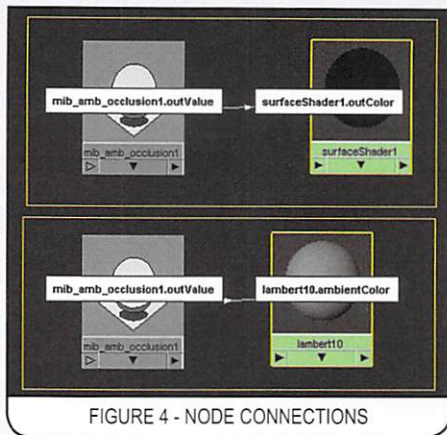 mib_amb_occlusion1.outValue
surfaceShader1.outColor
mib_amb_occlusion1
surfaceShader1
mib_amb_occlusion1.outValue
lambert10.ambientColor
mib_amb_occlusion1
lambert10
FIGURE 4 - NODE CONNECTIONS